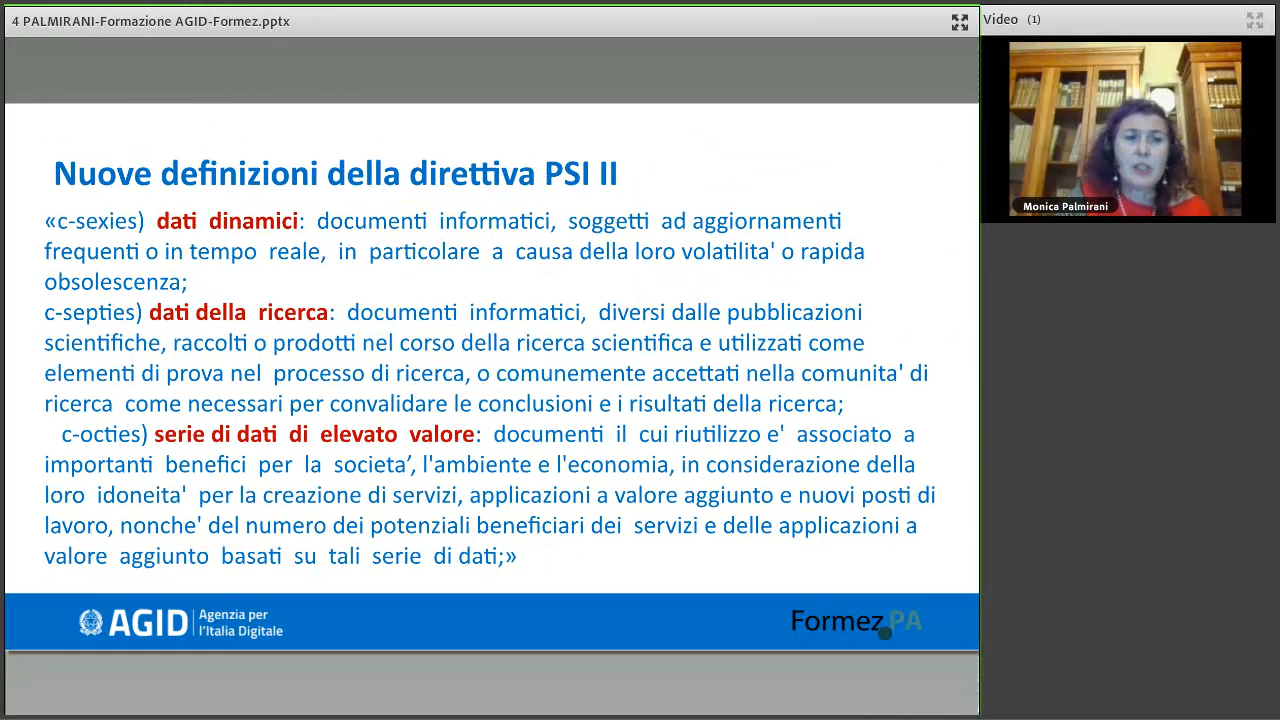 4 PALMIRANI-Formazione AGID-Formez.pptx
Video (1)
Monica Palmirani
Nuove definizioni della direttiva PSI II
«c-sexies) dati dinamici: documenti informatici, soggetti ad aggiornamenti
frequenti o in tempo reale, in particolare a causa della loro volatilita' o rapida
obsolescenza;
c-septies) dati della ricerca: documenti informatici, diversi dalle pubblicazioni
scientifiche, raccolti o prodotti nel corso della ricerca scientifica e utilizzati come
elementi di prova nel processo di ricerca, o comunemente accettati nella comunita' di
ricerca come necessari per convalidare le conclusioni e i risultati della ricerca;
c-octies) serie di dati di elevato valore: documenti il cui riutilizzo e' associato a
importanti benefici per la societa’, l'ambiente e l'economia, in considerazione della
loro idoneita' per la creazione di servizi, applicazioni a valore aggiunto e nuovi posti di
lavoro, nonche' del numero dei potenziali beneficiari dei servizi e delle applicazioni a
valore aggiunto basati su tali serie di dati;»
AGID Agenzia per
l'Italia Digitale
Formez PA